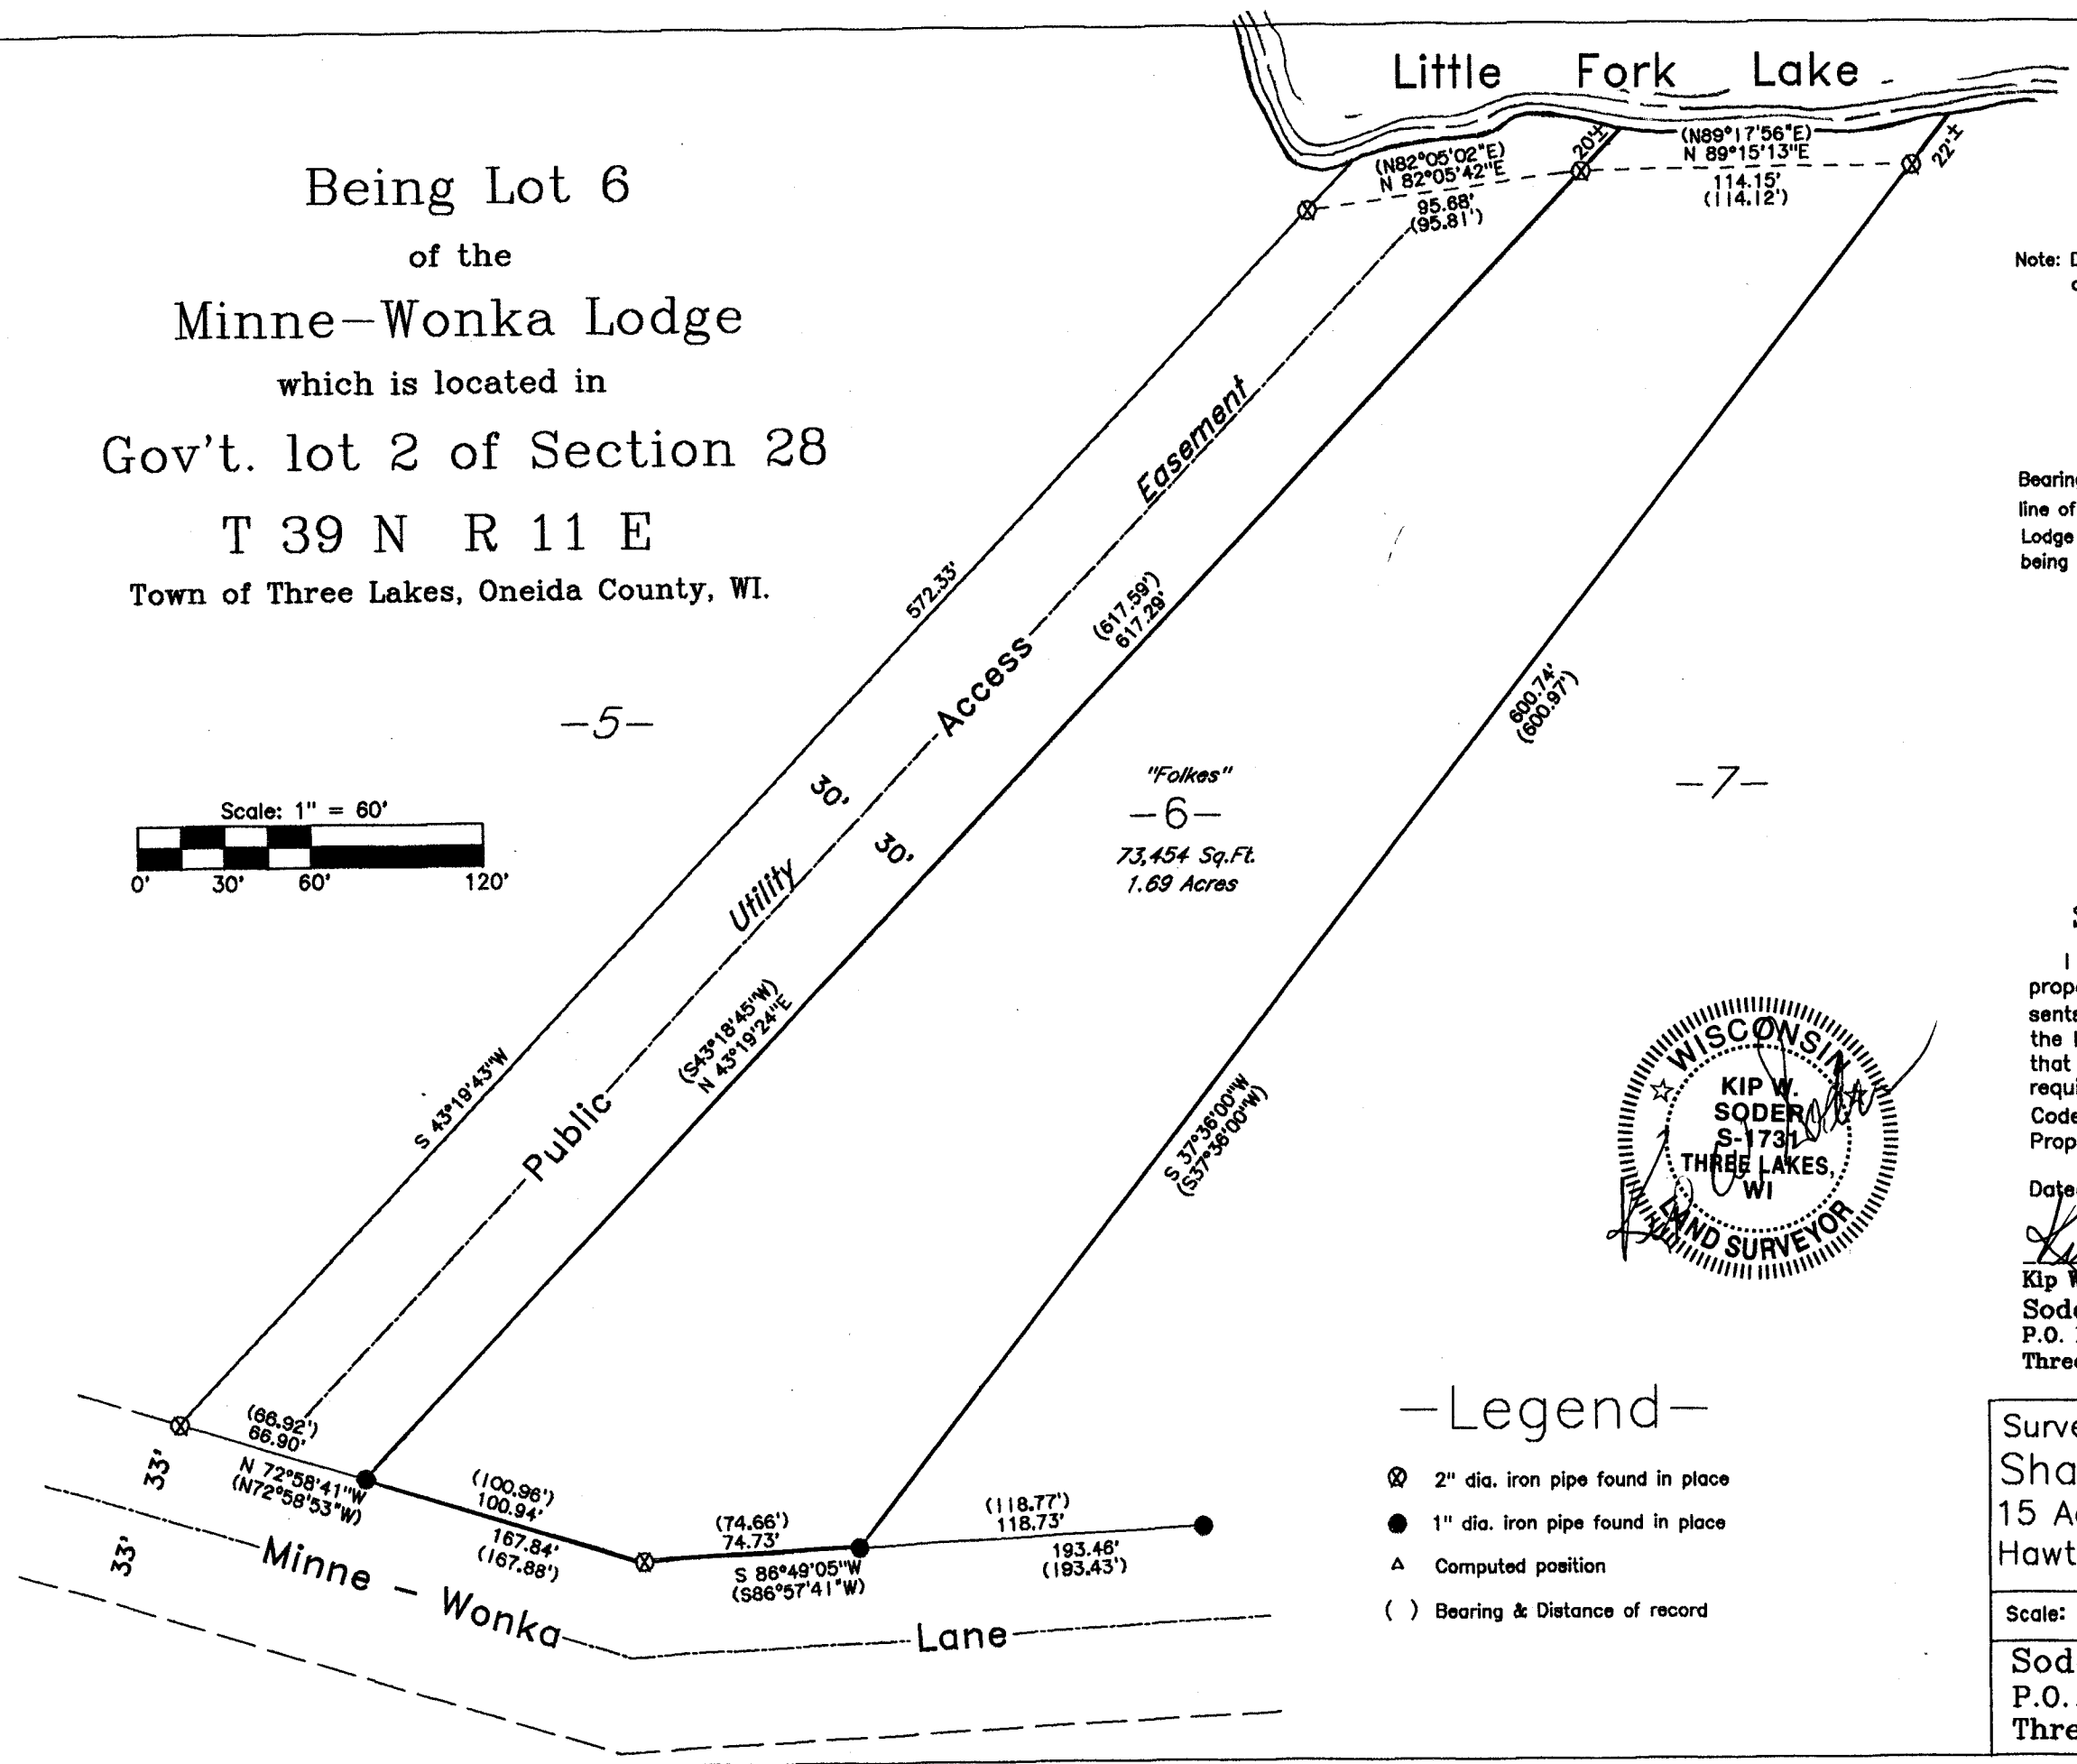 Little Fork Lake
Being Lot 6
of the
Minne-Wonka Lodge
which is located in
Gov't. lot 2 of Section 28
T 39 N R 11 E
Town of Three Lakes, Oneida County, WI.
(N82°05'02"E)
N 82°05'42"E
95.68'
(95.81')
20'±
(N89°17'56"E)
N 89°15'13"E
114.15'
(114.12')
22'±
Note:
Bearing
line of
Lodge
being
572.33'
Easement
Access
Utility
Public
(617.59')
617.29'
600.74'
(600.97')
-5-
30'
30'
"Folkes"
-6-
73,454 Sq.Ft.
1.69 Acres
-7-
Scale: 1" = 60'
0' 30' 60' 120'
S 43°19'43"W
(S43°18'45"W)
N 43°19'24"E
S 37°36'00"W
(S37°36'00"W)
I
prop
sents
the
that
requi
Code
Prop
Date
WISCONSIN
KIP W.
SODER
S-1731
THREE LAKES,
WI
LAND SURVEYOR
Kip W
Sod
P.O.
Three
(66.92')
66.90'
N 72°58'41"W
(N72°58'53"W)
33'
33'
(100.96')
100.94'
167.84'
(167.88')
(74.66')
74.73'
S 86°49'05"W
(S86°57'41"W)
(118.77')
118.73'
193.46'
(193.43')
Minne - Wonka Lane
-Legend-
2" dia. iron pipe found in place
1" dia. iron pipe found in place
Computed position
( ) Bearing & Distance of record
Surve
Sha
15 A
Hawt
Scale:
Sod
P.O.
Thre